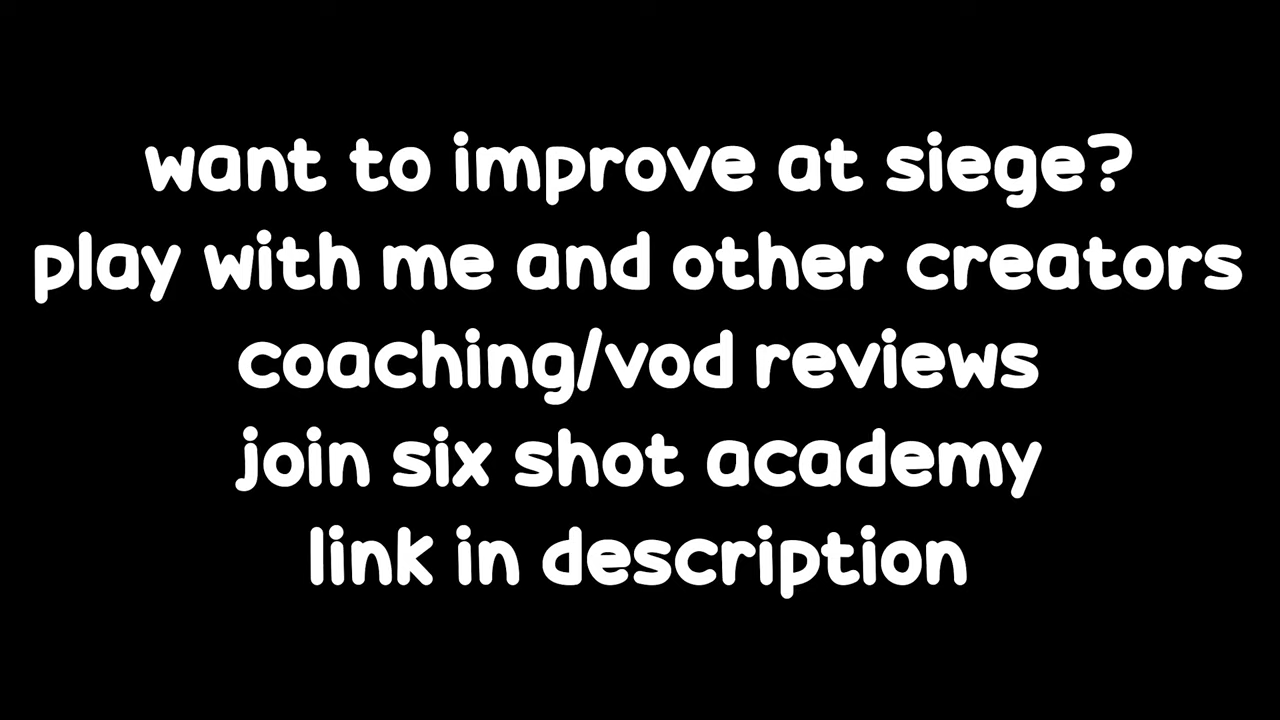 want to improve at siege?
play with me and other creators
coaching/vod reviews
join six shot academy
link in description